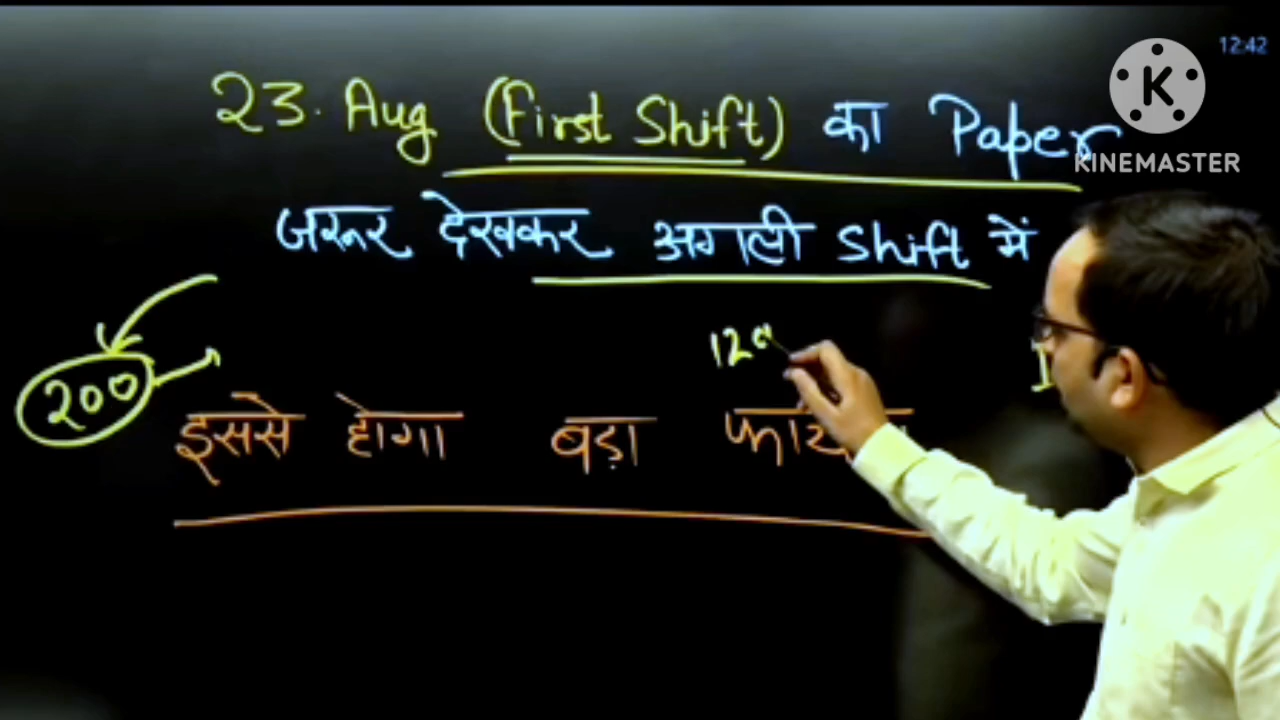 12:42
23. Aug (First Shift) का Paper
KINEMASTER
जरूर देखकर अगली Shift में
200
इससे होगा बड़ा